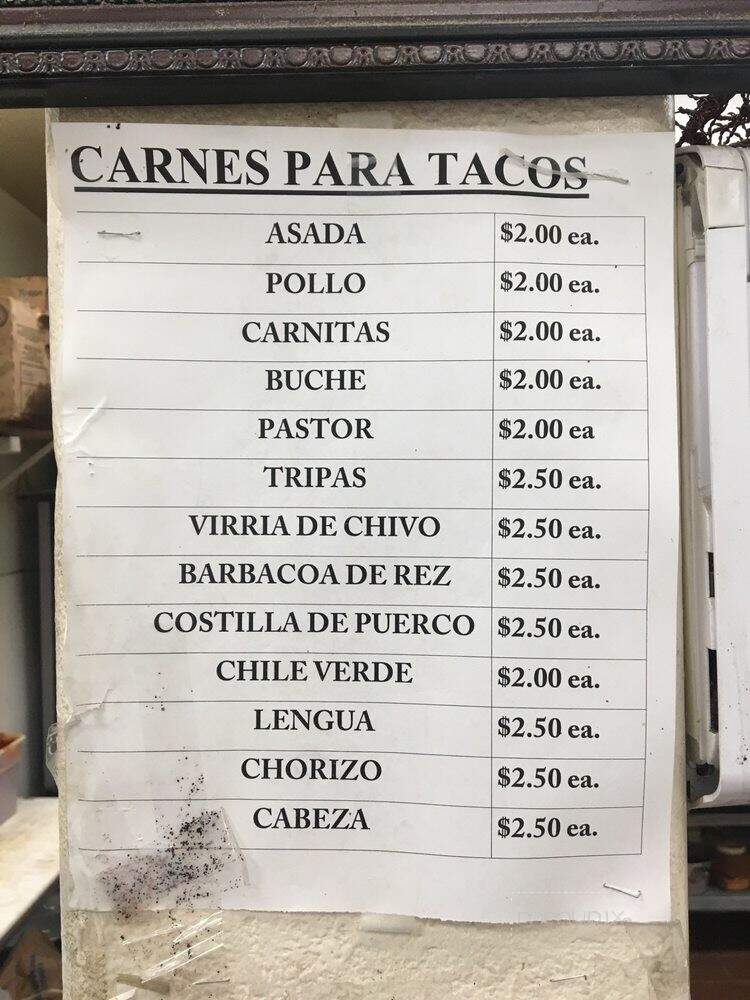 CARNES PARA TACOS
ASADA $2.00 ea.
POLLO $2.00 ea.
CARNITAS $2.00 ea.
BUCHE $2.00 ea.
PASTOR $2.00 ea
TRIPAS $2.50 ea.
VIRRIA DE CHIVO $2.50 ea.
BARBACOA DE REZ $2.50 ea.
COSTILLA DE PUERCO $2.50 ea.
CHILE VERDE $2.00 ea.
LENGUA $2.50 ea.
CHORIZO $2.50 ea.
CABEZA $2.50 ea.